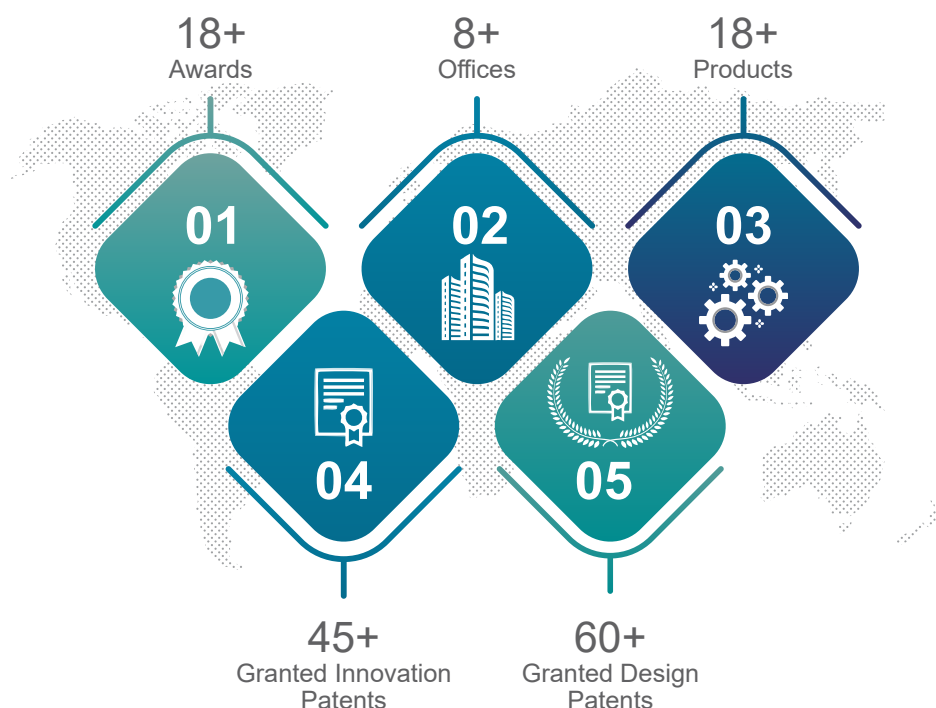 18+
Awards
8+
Offices
18+
Products
01
02
03
04
05
45+
Granted Innovation
Patents
60+
Granted Design
Patents